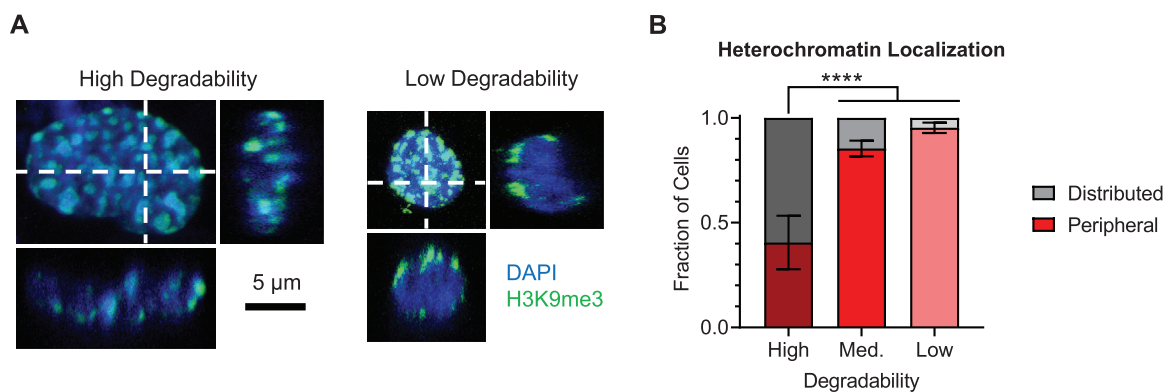 A
High Degradability
Low Degradability
5 µm
DAPI
H3K9me3
B
Heterochromatin Localization
****
1.0
0.5
0.0
Fraction of Cells
High
Med.
Low
Degradability
Distributed
Peripheral